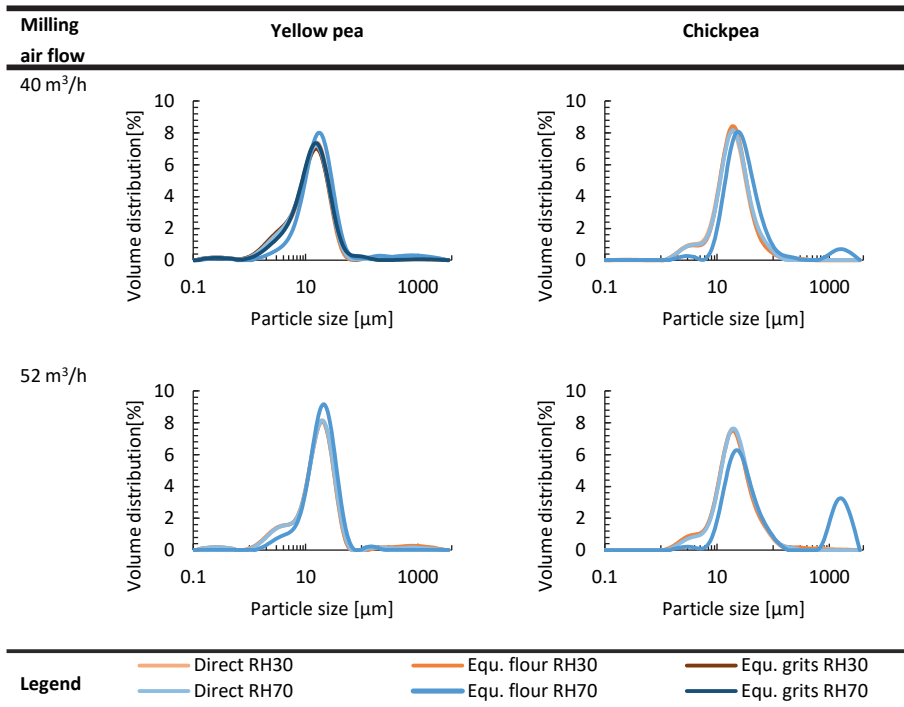 Milling
air flow
Yellow pea
Chickpea
40 m³/h
Volume distribution[%]
10
8
6
4
2
0
0.1 10 1000
Particle size [µm]
Volume distribution[%]
10
8
6
4
2
0
0.1 10 1000
Particle size [µm]
52 m³/h
Volume distribution[%]
10
8
6
4
2
0
0.1 10 1000
Particle size [µm]
Volume distribution[%]
10
8
6
4
2
0
0.1 10 1000
Particle size [µm]
Legend
Direct RH30 Equ. flour RH30 Equ. grits RH30
Direct RH70 Equ. flour RH70 Equ. grits RH70